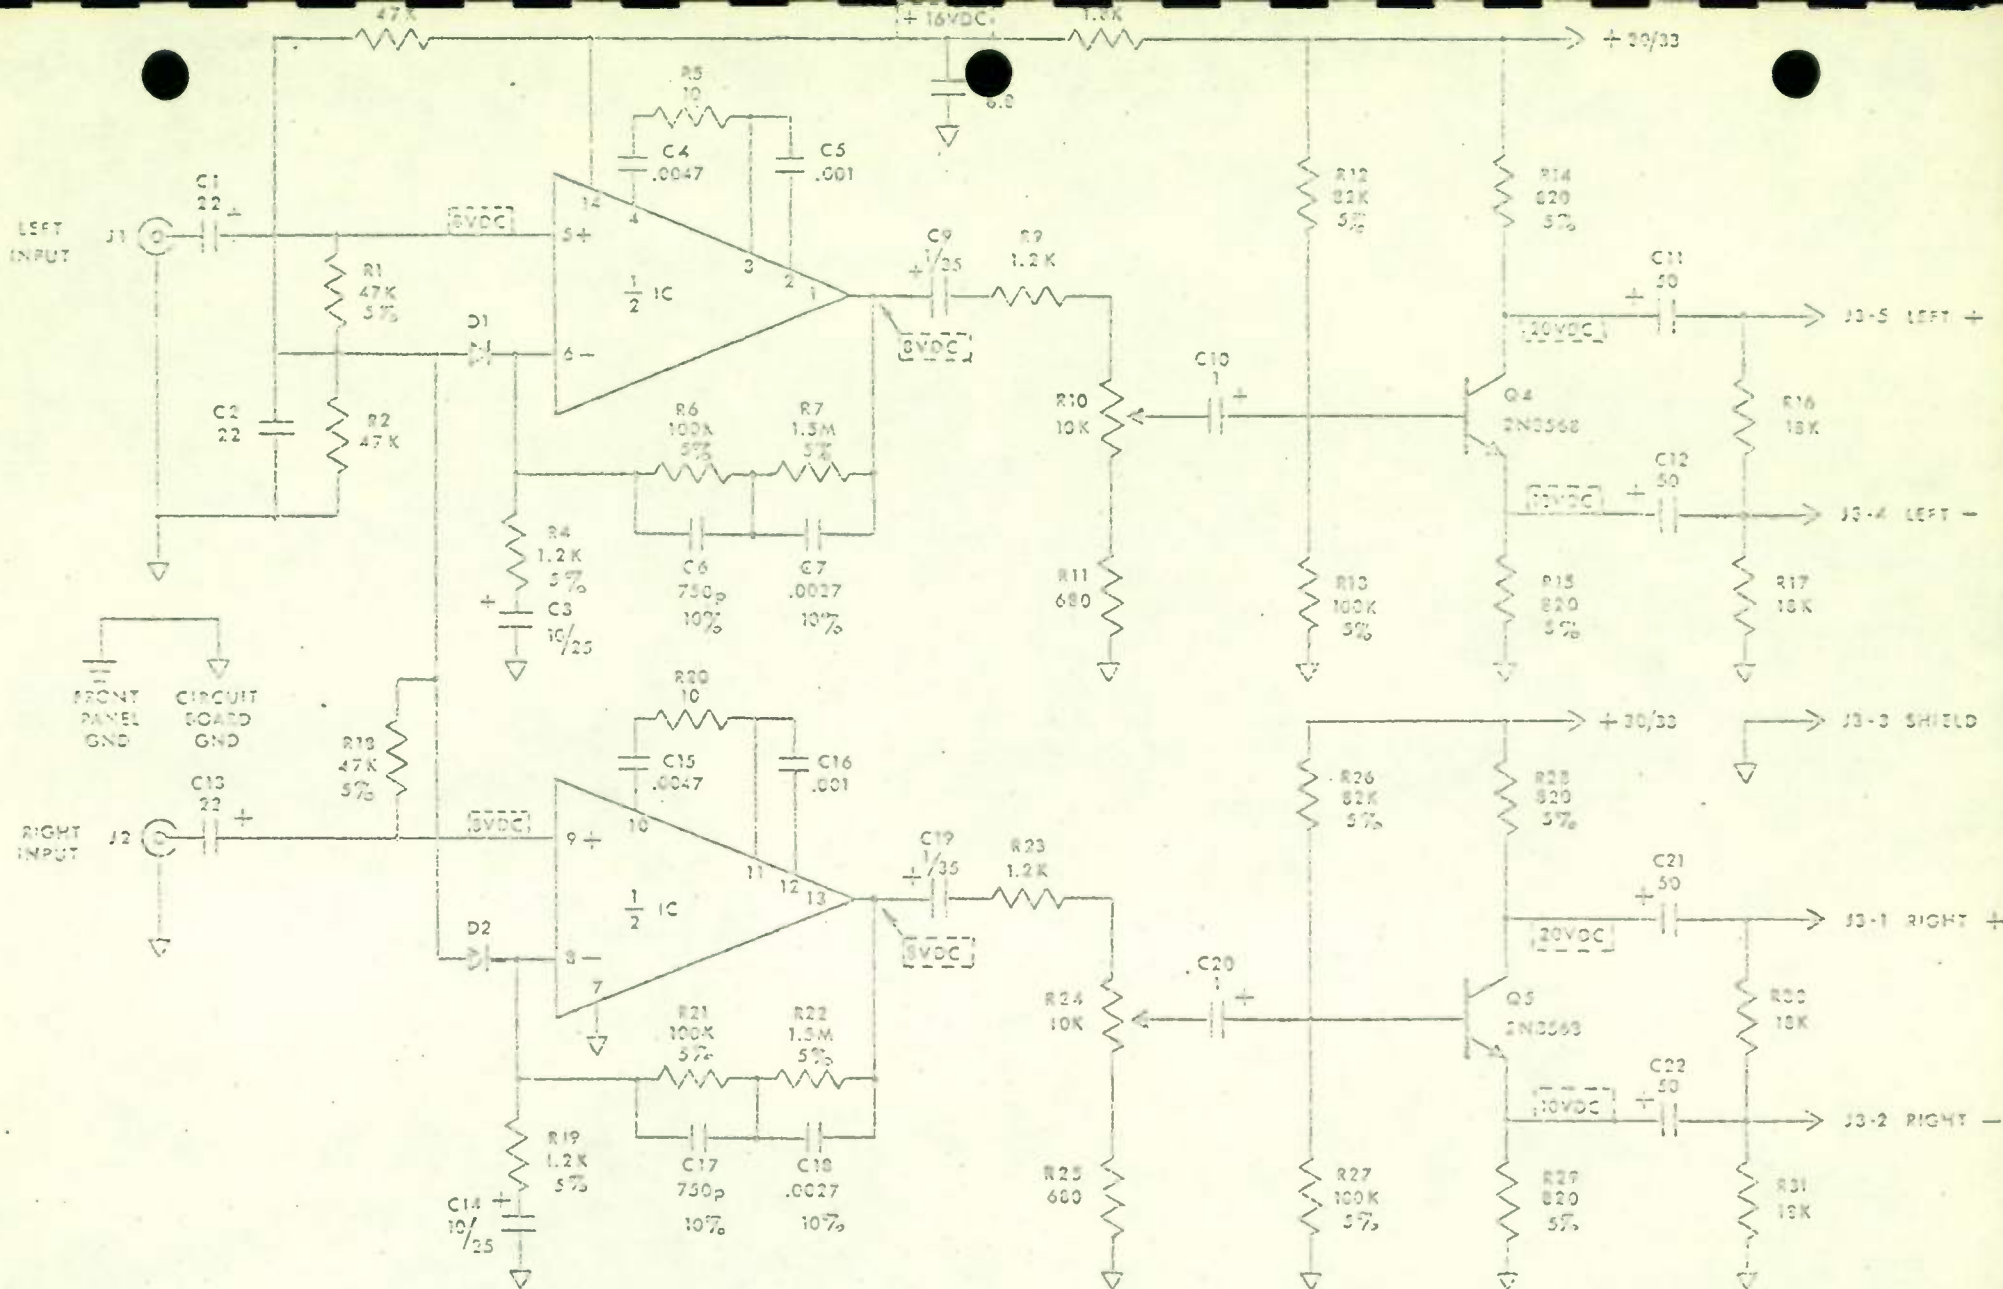 47K
+ 16VDC
+ 30/33
R5
10
6.8
C4
.0047
C5
.001
C1
22
+
LEFT
INPUT
J1
8VDC
5+
14
4
3
2
1
1/2 IC
6-
R1
47K
5%
D1
C2
22
R2
47K
C9
+ 1/35
R9
1.2K
8VDC
R12
82K
5%
R14
820
5%
C11
+ 50
20VDC
J3-5 LEFT +
C10
1
+
R10
10K
Q4
2N3568
R16
18K
R6
100K
5%
R7
1.5M
5%
C12
+ 50
10VDC
J3-4 LEFT -
R4
1.2K
5%
C6
750p
10%
C7
.0027
10%
R11
680
R13
100K
5%
R15
820
5%
R17
18K
+
C3
10/25
FRONT
PANEL
GND
CIRCUIT
BOARD
GND
R20
10
+ 30/33
J3-3 SHIELD
R18
47K
5%
C15
.0047
C16
.001
R26
82K
5%
R28
820
5%
C13
22
+
RIGHT
INPUT
J2
8VDC
9+
10
11
12
13
1/2 IC
D2
8-
7
C19
+ 1/35
R23
1.2K
8VDC
C21
+ 50
20VDC
J3-1 RIGHT +
C20
1
+
R24
10K
Q5
2N3568
R30
18K
R21
100K
5%
R22
1.5M
5%
C22
+ 50
10VDC
J3-2 RIGHT -
R19
1.2K
5%
C17
750p
10%
C18
.0027
10%
R25
680
R27
100K
5%
R29
820
5%
R31
18K
C14 +
10/25